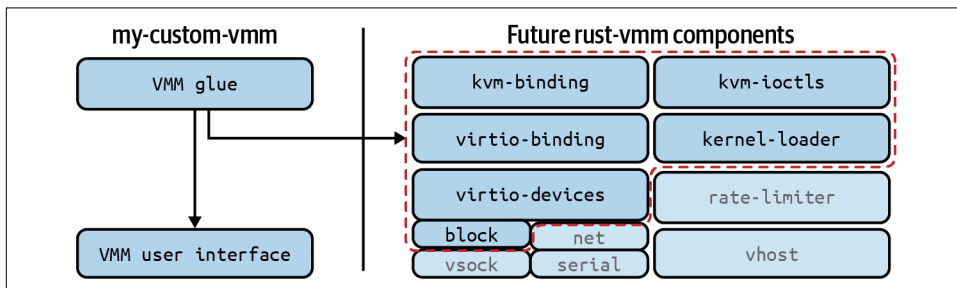 my-custom-vmm
Future rust-vmm components
VMM glue
VMM user interface
kvm-binding
kvm-ioctls
virtio-binding
kernel-loader
virtio-devices
rate-limiter
block
net
vsock
serial
vhost